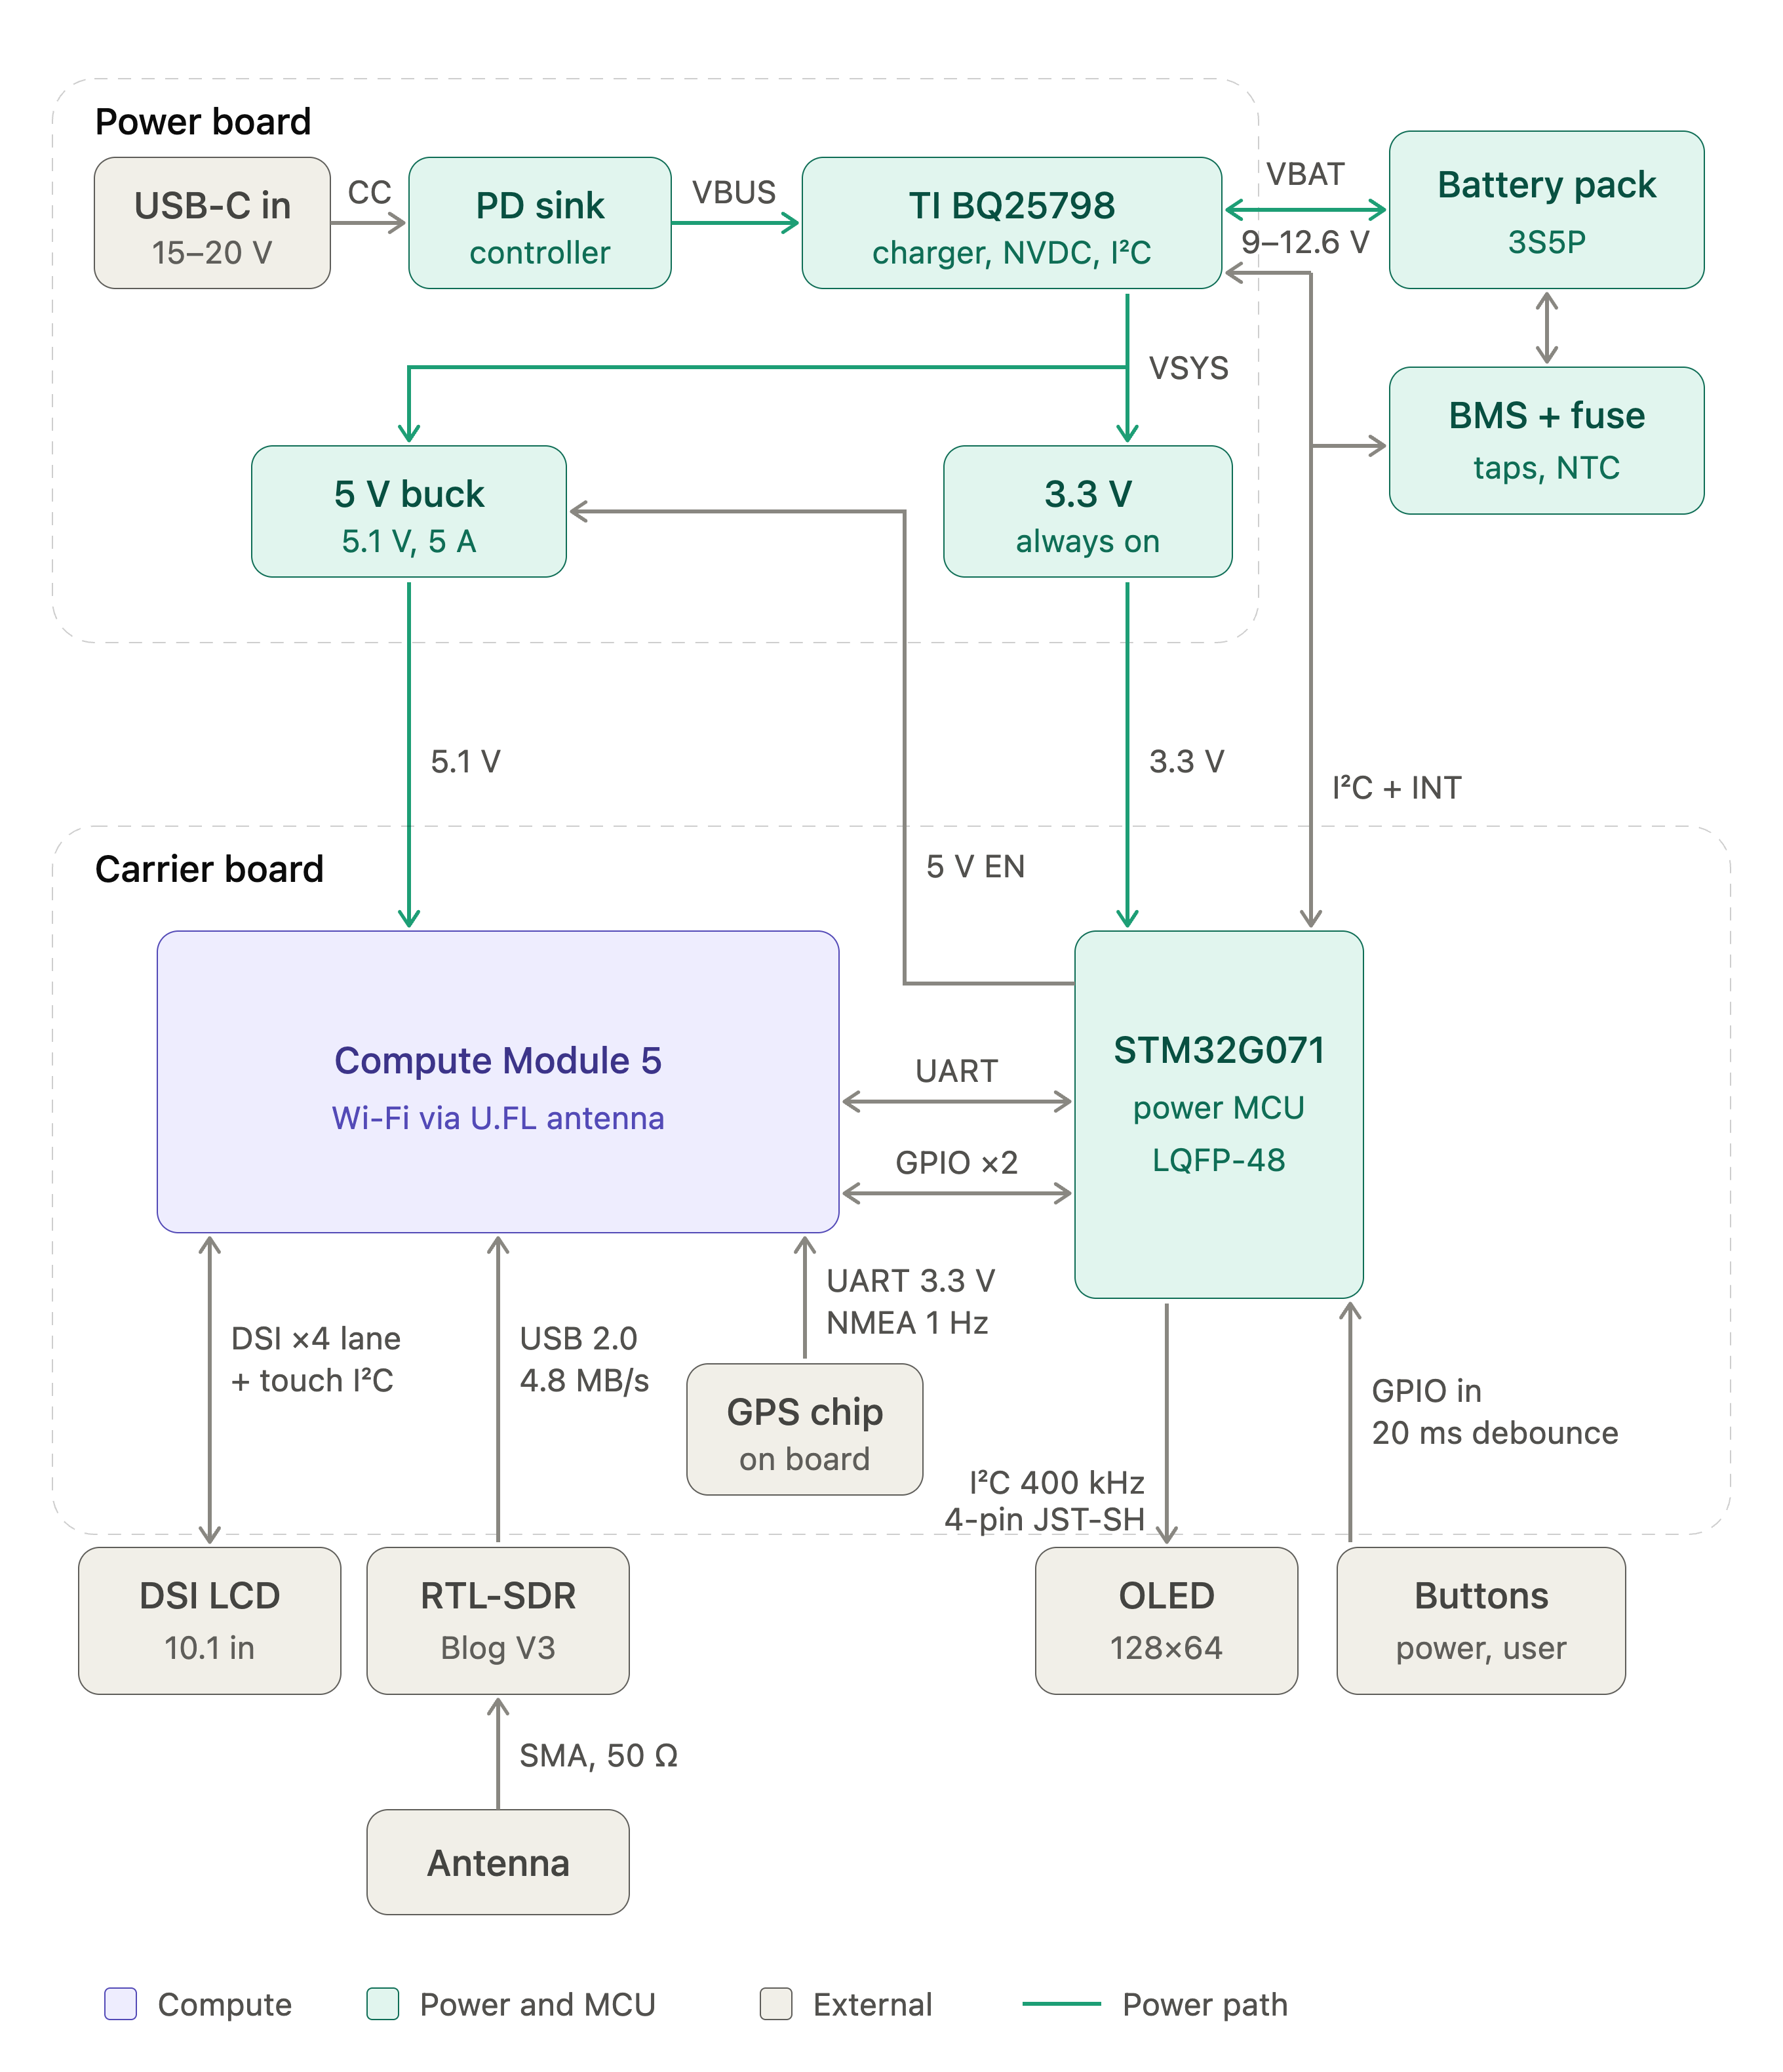 Power board
USB-C in
15–20 V
CC
PD sink
controller
VBUS
TI BQ25798
charger, NVDC, I²C
VBAT
9–12.6 V
Battery pack
3S5P
VSYS
BMS + fuse
taps, NTC
5 V buck
5.1 V, 5 A
3.3 V
always on
5.1 V
3.3 V
I²C + INT
Carrier board
5 V EN
Compute Module 5
Wi-Fi via U.FL antenna
UART
GPIO ×2
STM32G071
power MCU
LQFP-48
DSI ×4 lane
+ touch I²C
USB 2.0
4.8 MB/s
UART 3.3 V
NMEA 1 Hz
GPS chip
on board
I²C 400 kHz
4-pin JST-SH
GPIO in
20 ms debounce
DSI LCD
10.1 in
RTL-SDR
Blog V3
OLED
128×64
Buttons
power, user
SMA, 50 Ω
Antenna
Compute
Power and MCU
External
Power path